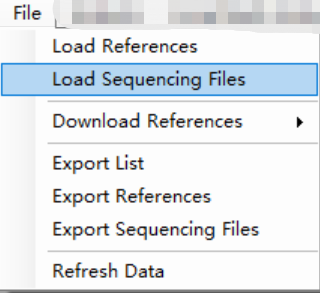 File
Load References
Load Sequencing Files
Download References
Export List
Export References
Export Sequencing Files
Refresh Data